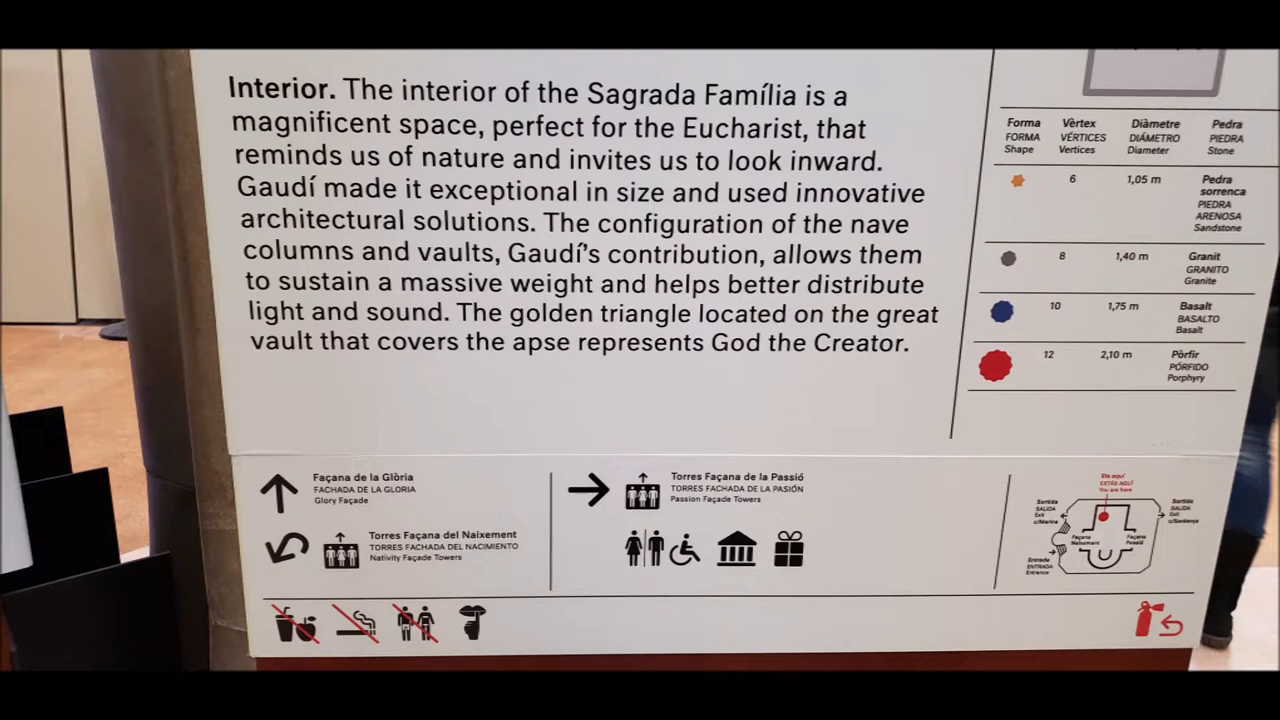 Interior. The interior of the Sagrada Família is a
magnificent space, perfect for the Eucharist, that
reminds us of nature and invites us to look inward.
Gaudí made it exceptional in size and used innovative
architectural solutions. The configuration of the nave
columns and vaults, Gaudí's contribution, allows them
to sustain a massive weight and helps better distribute
light and sound. The golden triangle located on the great
vault that covers the apse represents God the Creator.
Forma Vèrtex Diàmetre Pedra
FORMA VÉRTICES DIÁMETRO PIEDRA
Shape Vertices Diameter Stone
6 1,05 m Pedra
sorrenca
PIEDRA
ARENOSA
Sandstone
8 1,40 m Granit
GRANITO
Granite
10 1,75 m Basalt
BASALTO
Basalt
12 2,10 m Pòrfir
PÓRFIDO
Porphyry
Façana de la Glòria
FACHADA DE LA GLORIA
Glory Façade
Torres Façana del Naixement
TORRES FACHADA DEL NACIMIENTO
Nativity Façade Towers
Torres Façana de la Passió
TORRES FACHADA DE LA PASIÓN
Passion Façade Towers
Ets aquí
ESTÁS AQUÍ
You are here
Sortida
SALIDA
Exit
c/Marina
Sortida
SALIDA
Exit
c/Sardenya
Façana
Naixement
Façana
Passió
Entrada
ENTRADA
Entrance